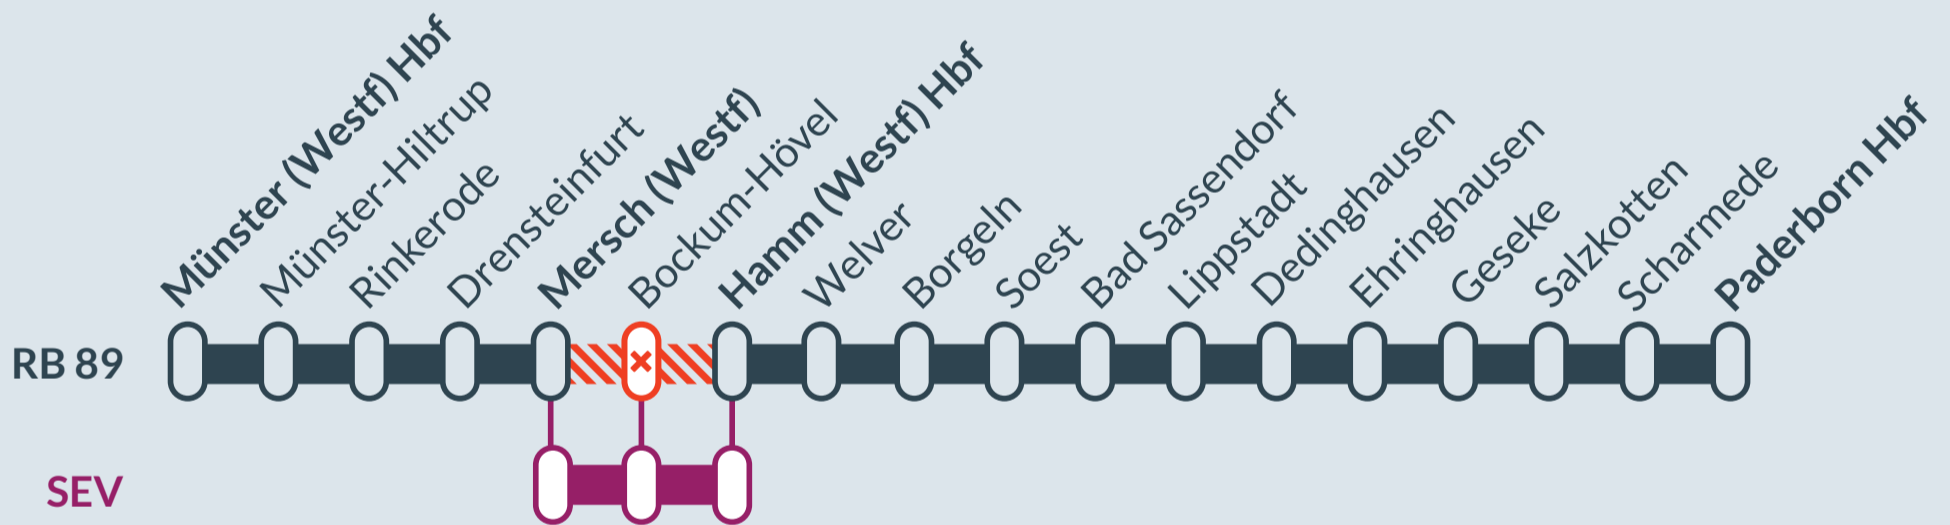 Münster (Westf) Hbf
Münster-Hiltrup
Rinkerode
Drensteinfurt
Mersch (Westf)
Bockum-Hövel
Hamm (Westf) Hbf
Welver
Borgeln
Soest
Bad Sassendorf
Lippstadt
Dedinghausen
Ehringhausen
Geseke
Salzkotten
Scharmede
Paderborn Hbf
RB 89
SEV